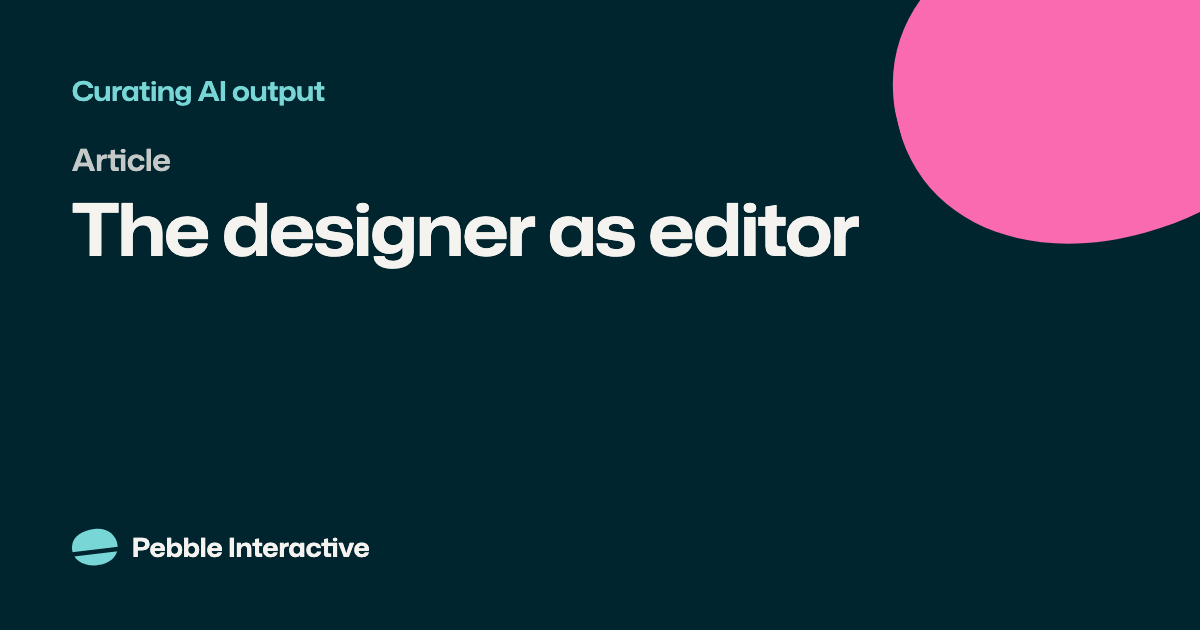 Curating AI output
Article
The designer as editor
Pebble Interactive